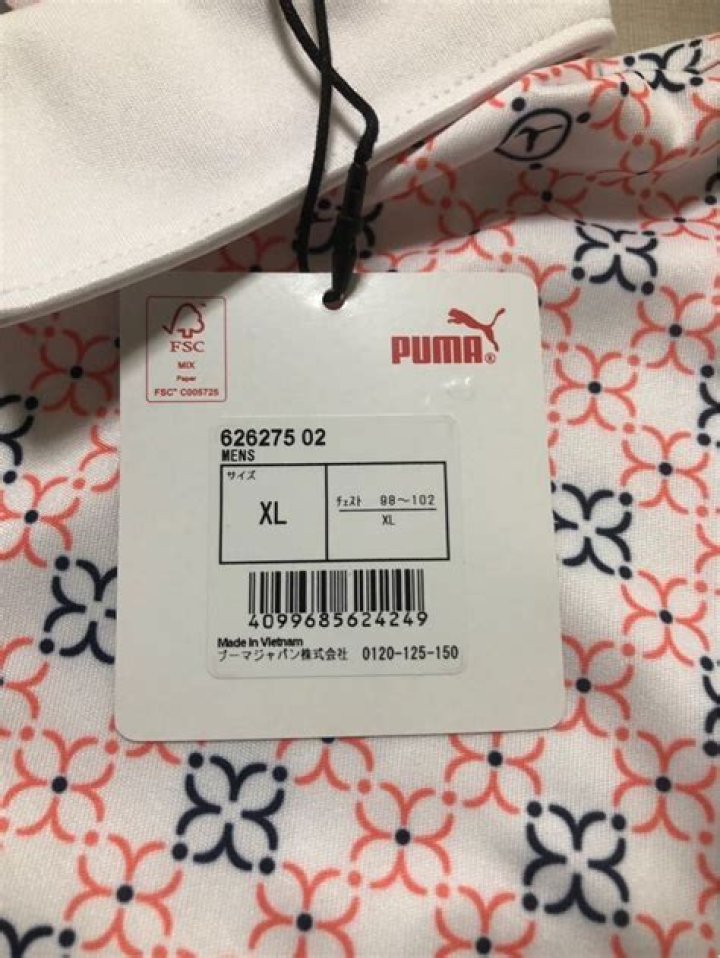 PUMA®
FSC
MIX
Paper
FSC™ C005725
626275 02
MENS
サイズ
XL
チェスト 98～102
XL
4099685624249
Made In Vietnam
プーマジャパン株式会社 0120-125-150